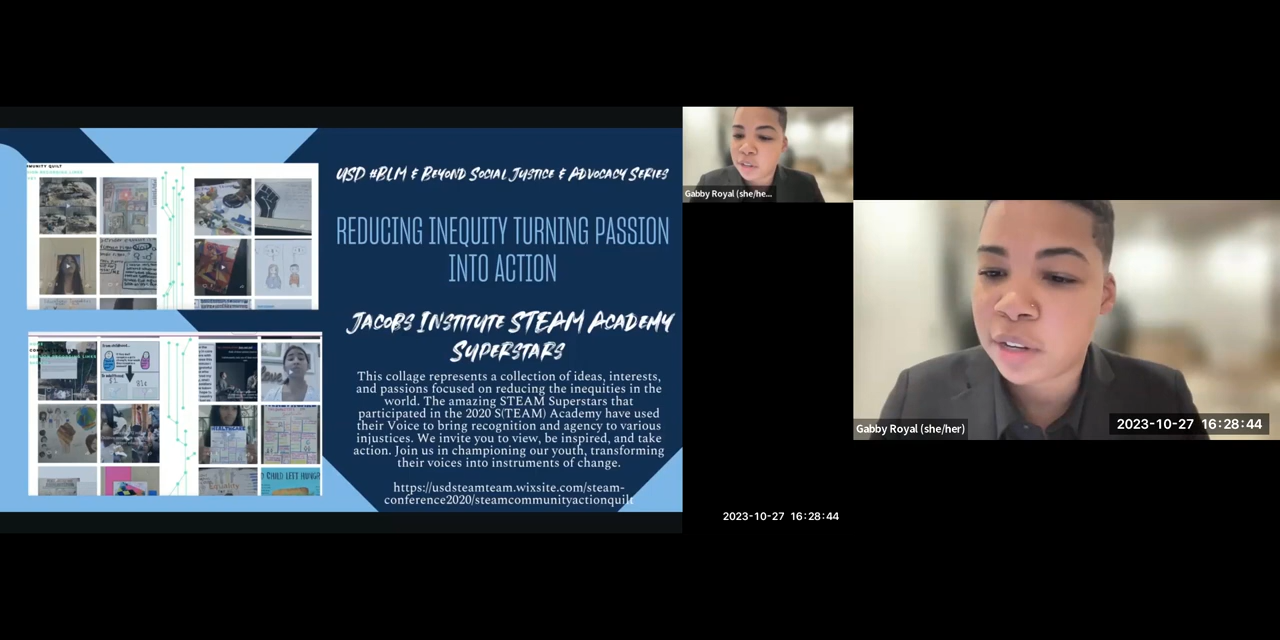 USD #BLM & Beyond Social Justice & Advocacy Series
REDUCING INEQUITY TURNING PASSION
INTO ACTION
Jacobs Institute STEAM Academy
Superstars
This collage represents a collection of ideas, interests,
and passions focused on reducing the inequities in the
world. The amazing STEAM Superstars that
participated in the 2020 S(TEAM) Academy have used
their Voice to bring recognition and agency to various
injustices. We invite you to view, be inspired, and take
action. Join us in championing our youth, transforming
their voices into instruments of change.
https://usdsteamteam.wixsite.com/steam-
conference2020/steamcommunityactionquilt
Gabby Royal (she/he...
2023-10-27 16:28:44
Gabby Royal (she/her)
2023-10-27 16:28:44